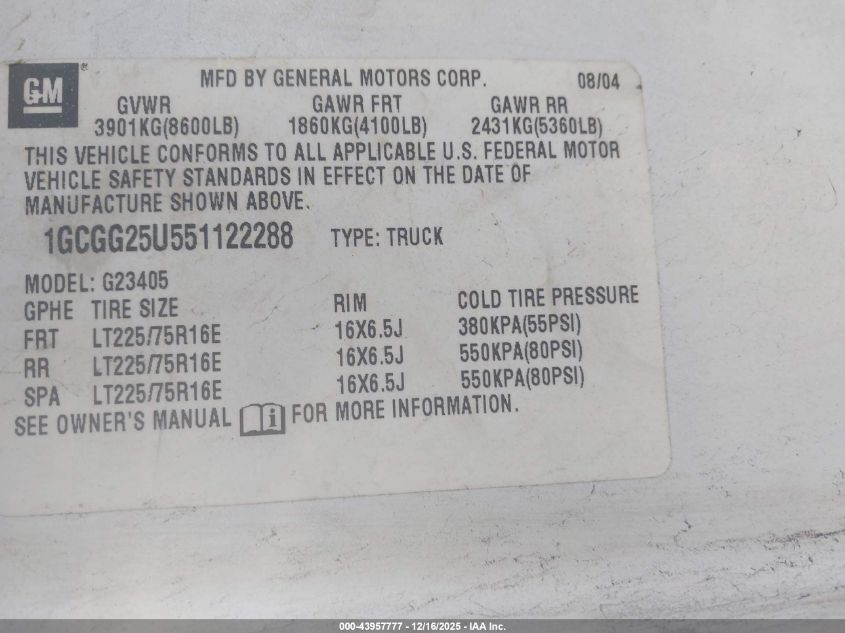 GM ® MFD BY GENERAL MOTORS CORP. 08/04
GVWR GAWR FRT GAWR RR
3901KG(8600LB) 1860KG(4100LB) 2431KG(5360LB)
THIS VEHICLE CONFORMS TO ALL APPLICABLE U.S. FEDERAL MOTOR
VEHICLE SAFETY STANDARDS IN EFFECT ON THE DATE OF
MANUFACTURE SHOWN ABOVE.
1GCGG25U551122288 TYPE: TRUCK
MODEL: G23405
GPHE TIRE SIZE RIM COLD TIRE PRESSURE
FRT LT225/75R16E 16X6.5J 380KPA(55PSI)
RR LT225/75R16E 16X6.5J 550KPA(80PSI)
SPA LT225/75R16E 16X6.5J 550KPA(80PSI)
SEE OWNER'S MANUAL i FOR MORE INFORMATION.
000-43957777 - 12/16/2025 - IAA Inc.